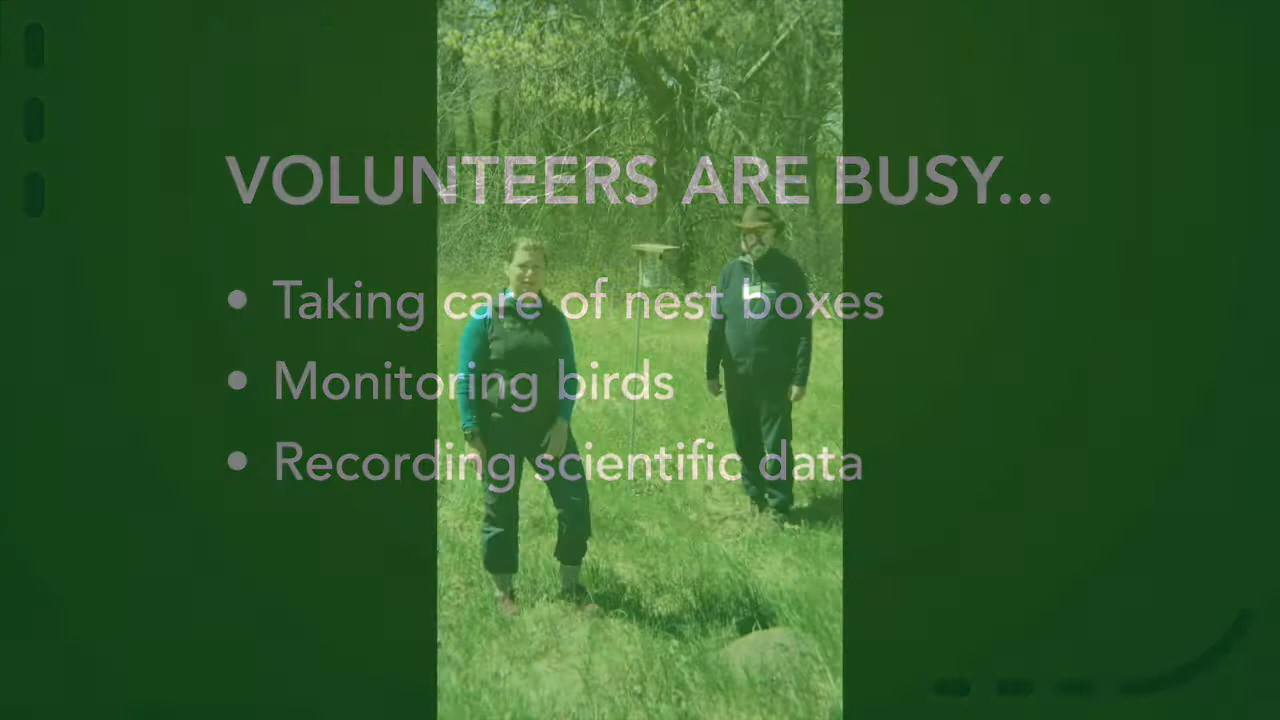 VOLUNTEERS ARE BUSY...
• Taking care of nest boxes
• Monitoring birds
• Recording scientific data